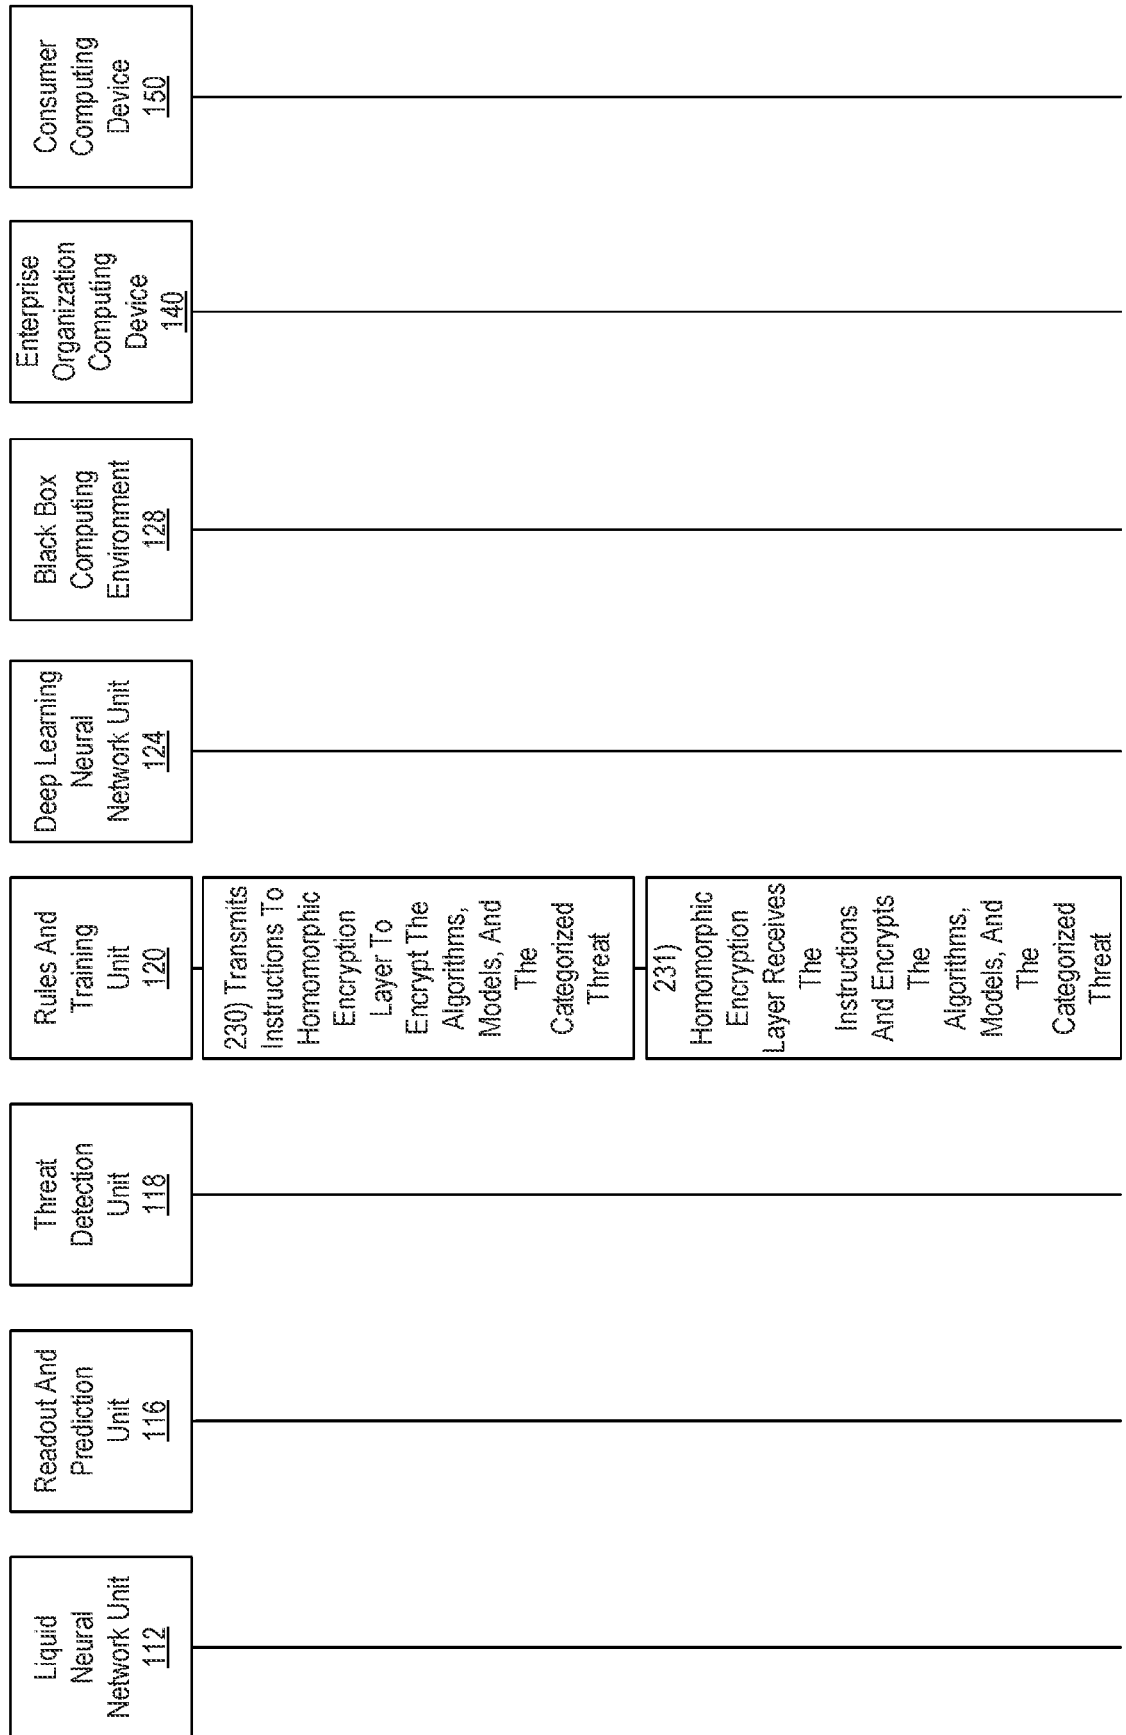 Liquid
Neural
Network Unit
112
Readout And
Prediction
Unit
116
Threat
Detection
Unit
118
Rules And
Training
Unit
120
Deep Learning
Neural
Network Unit
124
Black Box
Computing
Environment
128
Enterprise
Organization
Computing
Device
140
Consumer
Computing
Device
150
230) Transmits
Instructions To
Homomorphic
Encryption
Layer To
Encrypt The
Algorithms,
Models, And
The
Categorized
Threat
231)
Homomorphic
Encryption
Layer Receives
The
Instructions
And Encrypts
The
Algorithms,
Models, And
The
Categorized
Threat